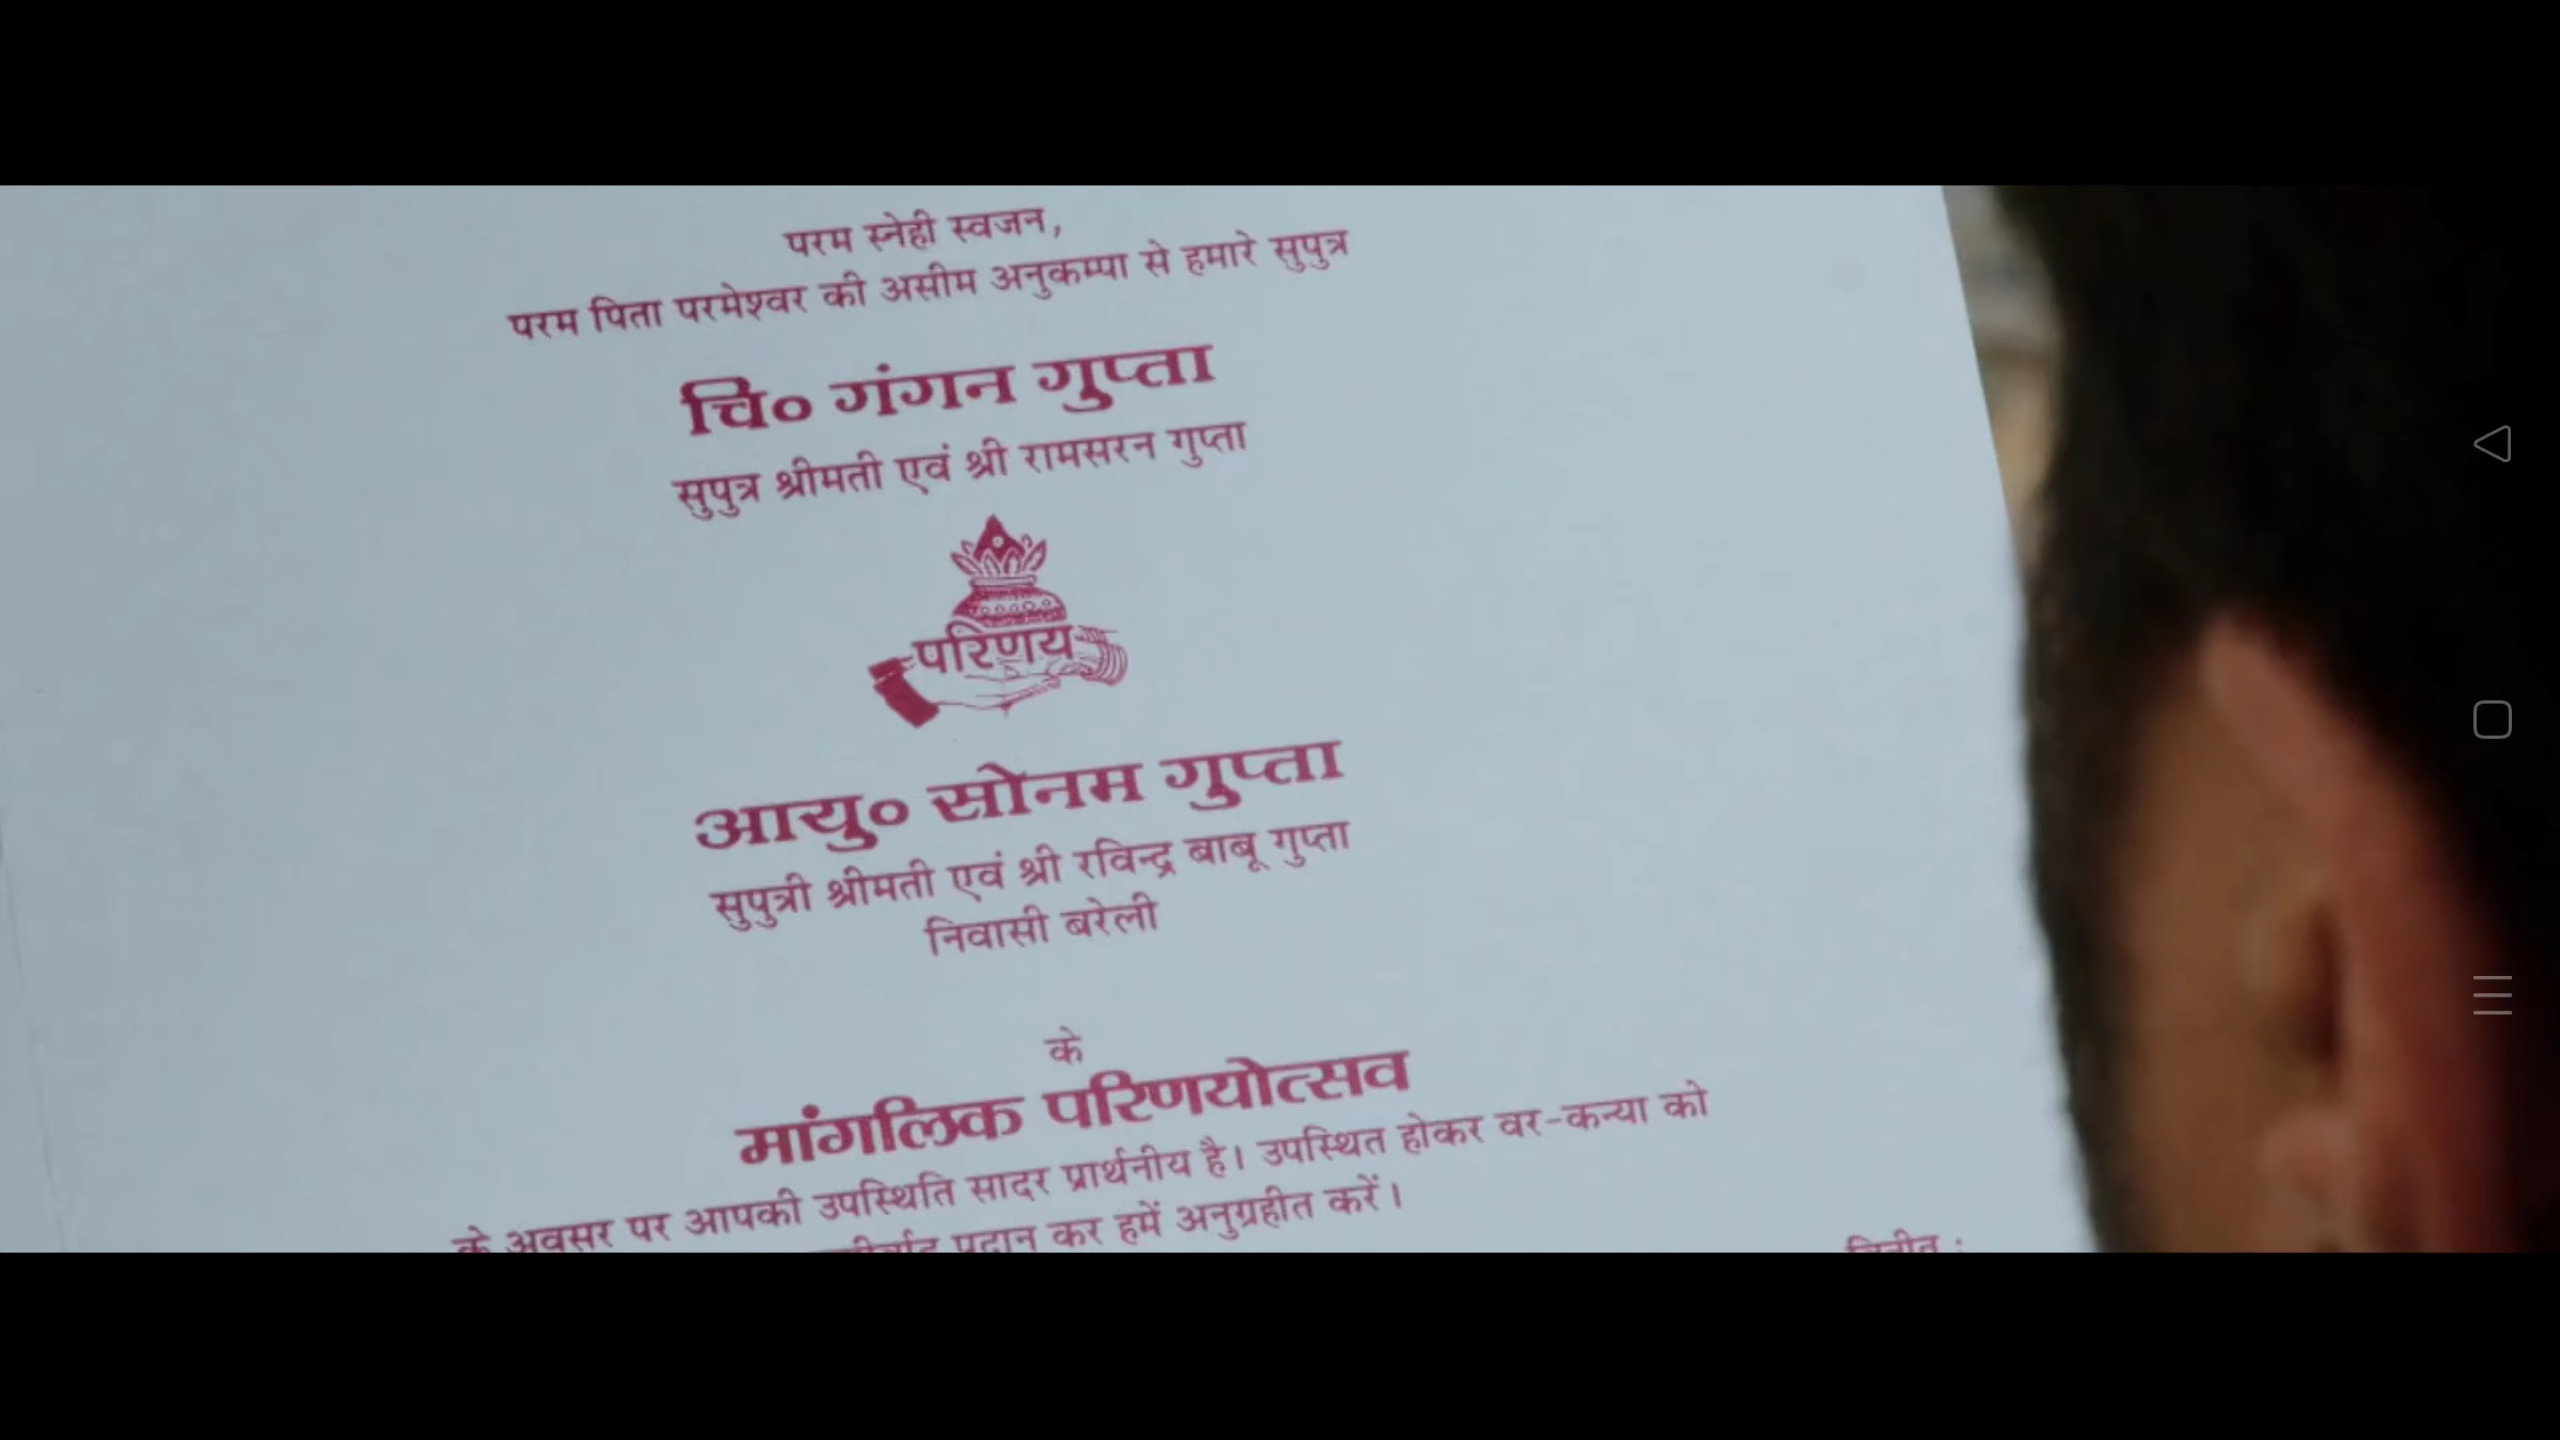 परम स्नेही स्वजन,
परम पिता परमेश्वर की असीम अनुकम्पा से हमारे सुपुत्र
चि० गंगन गुप्ता
सुपुत्र श्रीमती एवं श्री रामसरन गुप्ता
परिणय
आयु० सोनम गुप्ता
सुपुत्री श्रीमती एवं श्री रविन्द्र बाबू गुप्ता
निवासी बरेली
के
मांगलिक परिणयोत्सव
के अवसर पर आपकी उपस्थिति सादर प्रार्थनीय है। उपस्थित होकर वर-कन्या को
प्रदान कर हमें अनुग्रहीत करें।